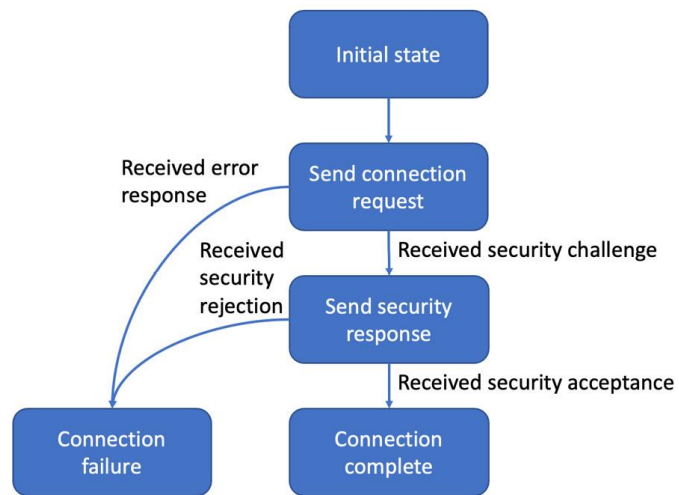 Initial state
Received error
response
Send connection
request
Received
security
rejection
Received security challenge
Send security
response
Received security acceptance
Connection
failure
Connection
complete